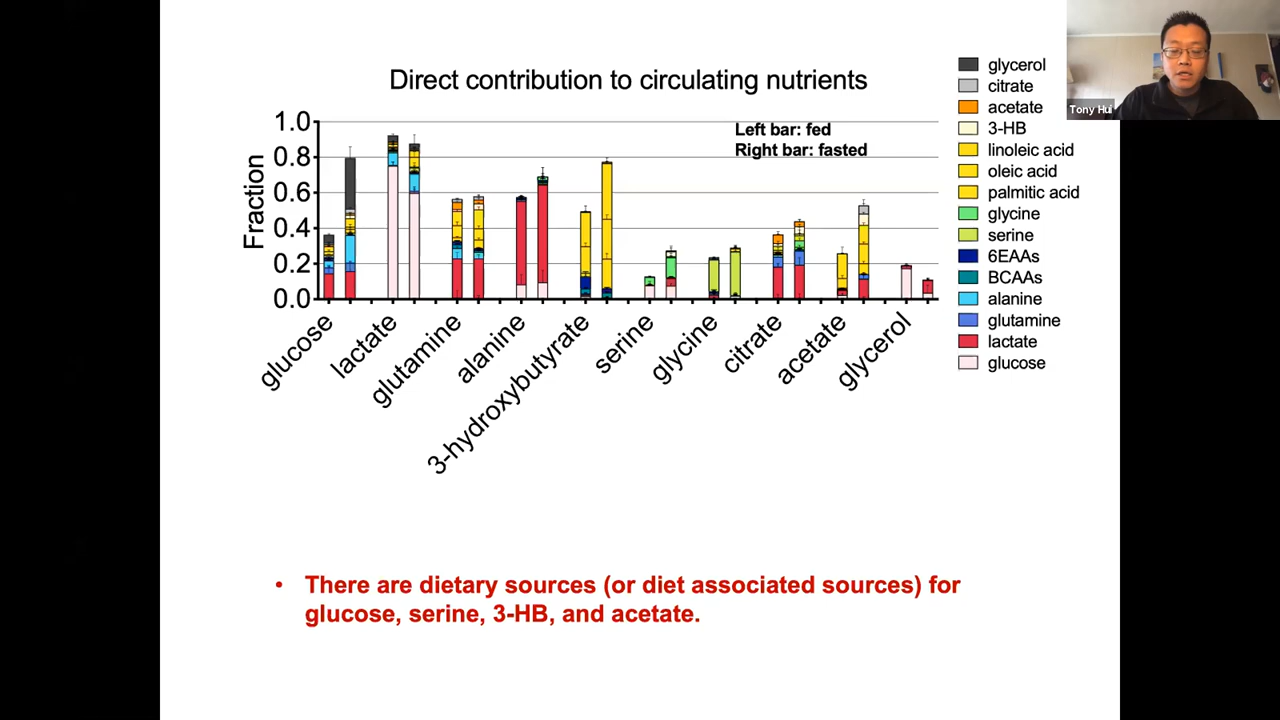 Direct contribution to circulating nutrients
Left bar: fed
Right bar: fasted
Fraction
1.0
0.8
0.6
0.4
0.2
0.0
glucose
lactate
glutamine
alanine
3-hydroxybutyrate
serine
glycine
citrate
acetate
glycerol
glycerol
citrate
acetate
3-HB
linoleic acid
oleic acid
palmitic acid
glycine
serine
6EAAs
BCAAs
alanine
glutamine
lactate
glucose
Tony Hui
• There are dietary sources (or diet associated sources) for
glucose, serine, 3-HB, and acetate.